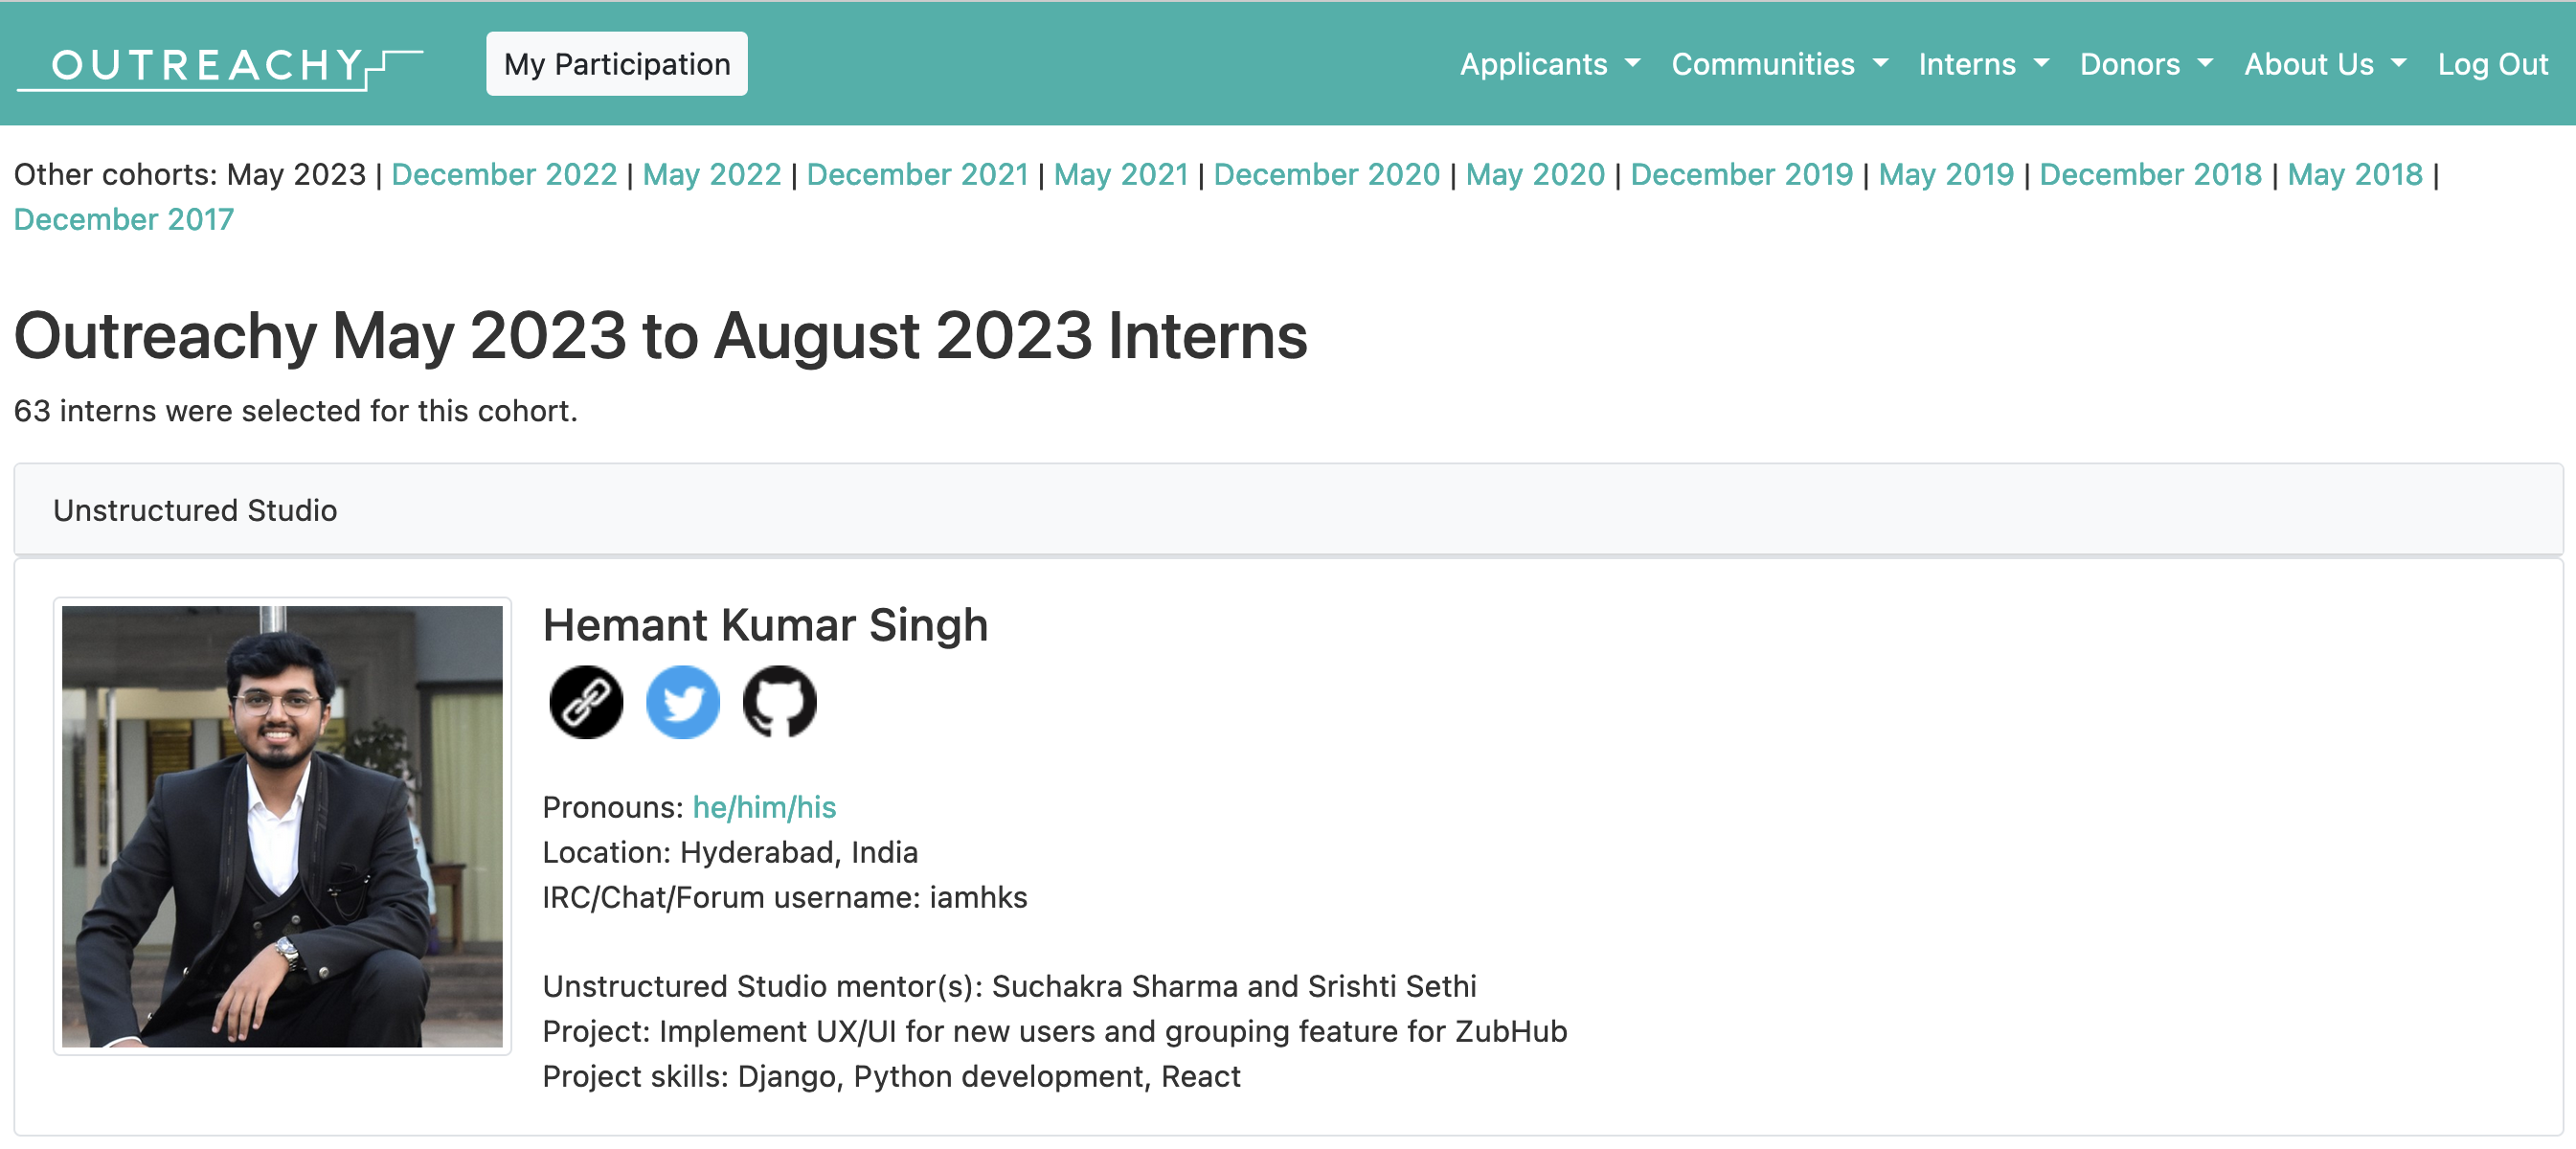 OUTREACHY
My Participation
Applicants
Communities
Interns
Donors
About Us
Log Out
Other cohorts: May 2023 | December 2022 | May 2022 | December 2021 | May 2021 | December 2020 | May 2020 | December 2019 | May 2019 | December 2018 | May 2018 |
December 2017
Outreachy May 2023 to August 2023 Interns
63 interns were selected for this cohort.
Unstructured Studio
Hemant Kumar Singh
Pronouns: he/him/his
Location: Hyderabad, India
IRC/Chat/Forum username: iamhks
Unstructured Studio mentor(s): Suchakra Sharma and Srishti Sethi
Project: Implement UX/UI for new users and grouping feature for ZubHub
Project skills: Django, Python development, React